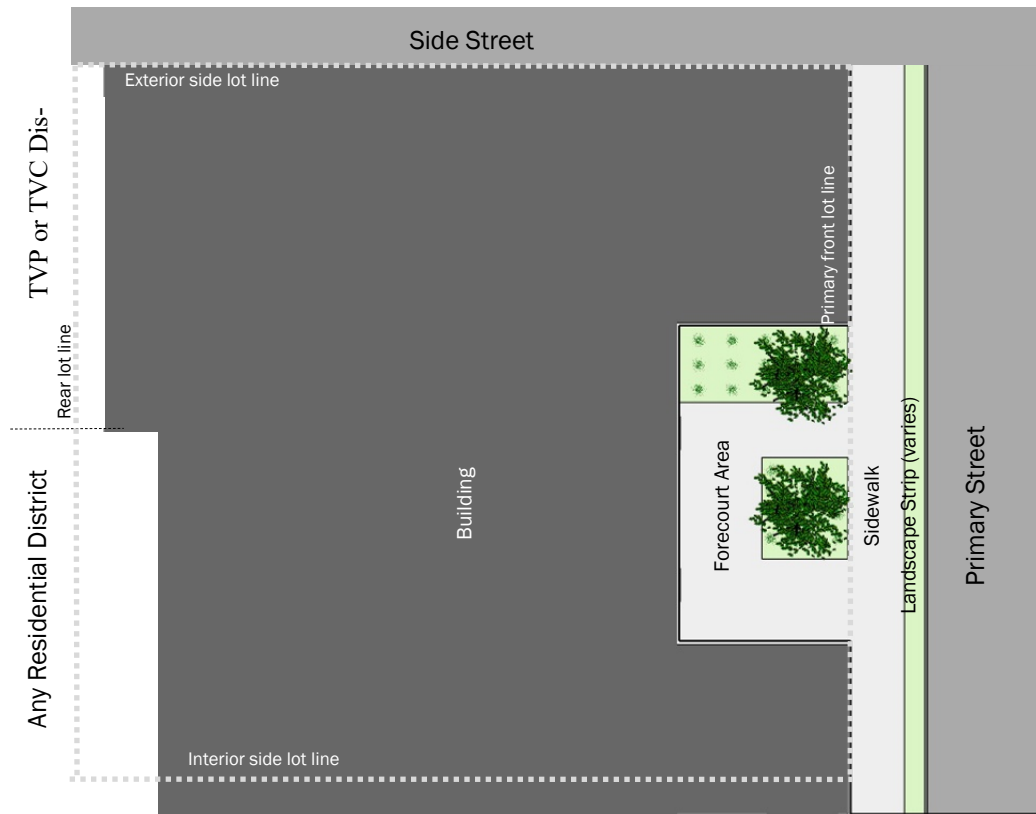 Side Street
Exterior side lot line
TVP or TVC Dis-
Primary front lot line
Rear lot line
Any Residential District
Building
Forecourt Area
Sidewalk
Landscape Strip (varies)
Primary Street
Interior side lot line